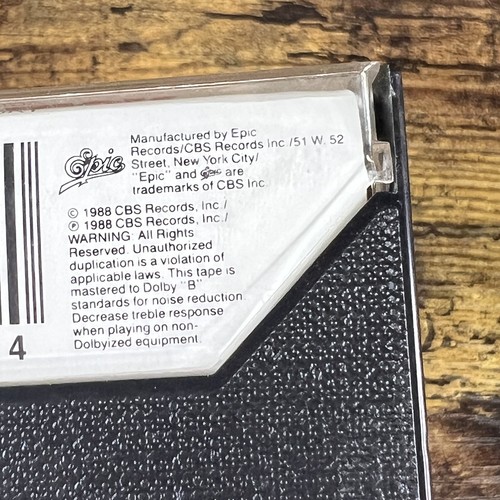 Epic
Manufactured by Epic
Records/CBS Records Inc./51 W. 52
Street, New York City/
"Epic" and Epic are
trademarks of CBS Inc.
© 1988 CBS Records, Inc./
℗ 1988 CBS Records, Inc./
WARNING: All Rights
Reserved. Unauthorized
duplication is a violation of
applicable laws. This tape is
mastered to Dolby "B"
standards for noise reduction.
Decrease treble response
when playing on non-
Dolbyized equipment.
4